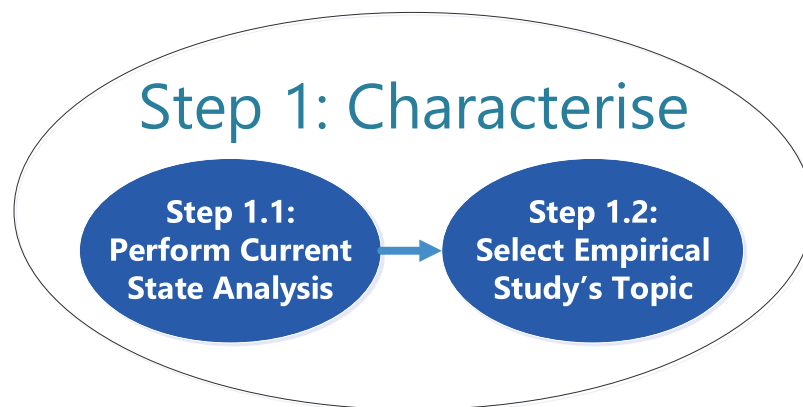 Step 1: Characterise
Step 1.1:
Perform Current
State Analysis
Step 1.2:
Select Empirical
Study’s Topic